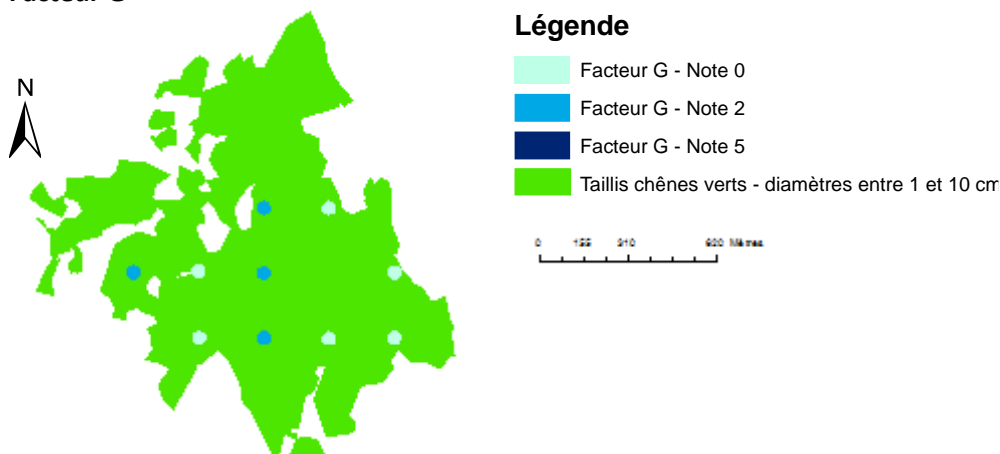 Légende
N
Facteur G - Note 0
Facteur G - Note 2
Facteur G - Note 5
Taillis chênes verts - diamètres entre 1 et 10 cm
0 155 310 620 Mètres